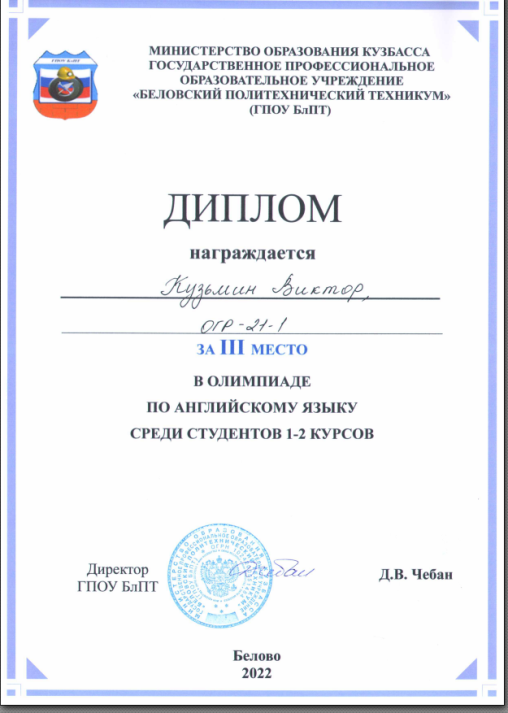 МИНИСТЕРСТВО ОБРАЗОВАНИЯ КУЗБАССА
ГОСУДАРСТВЕННОЕ ПРОФЕССИОНАЛЬНОЕ
ОБРАЗОВАТЕЛЬНОЕ УЧРЕЖДЕНИЕ
«БЕЛОВСКИЙ ПОЛИТЕХНИЧЕСКИЙ ТЕХНИКУМ»
(ГПОУ БлПТ)
ДИПЛОМ
награждается
Кузьмин Виктор,
ОГР-21-1
ЗА III МЕСТО
В ОЛИМПИАДЕ
ПО АНГЛИЙСКОМУ ЯЗЫКУ
СРЕДИ СТУДЕНТОВ 1-2 КУРСОВ
Директор
ГПОУ БлПТ
Д.В. Чебан
Белово
2022